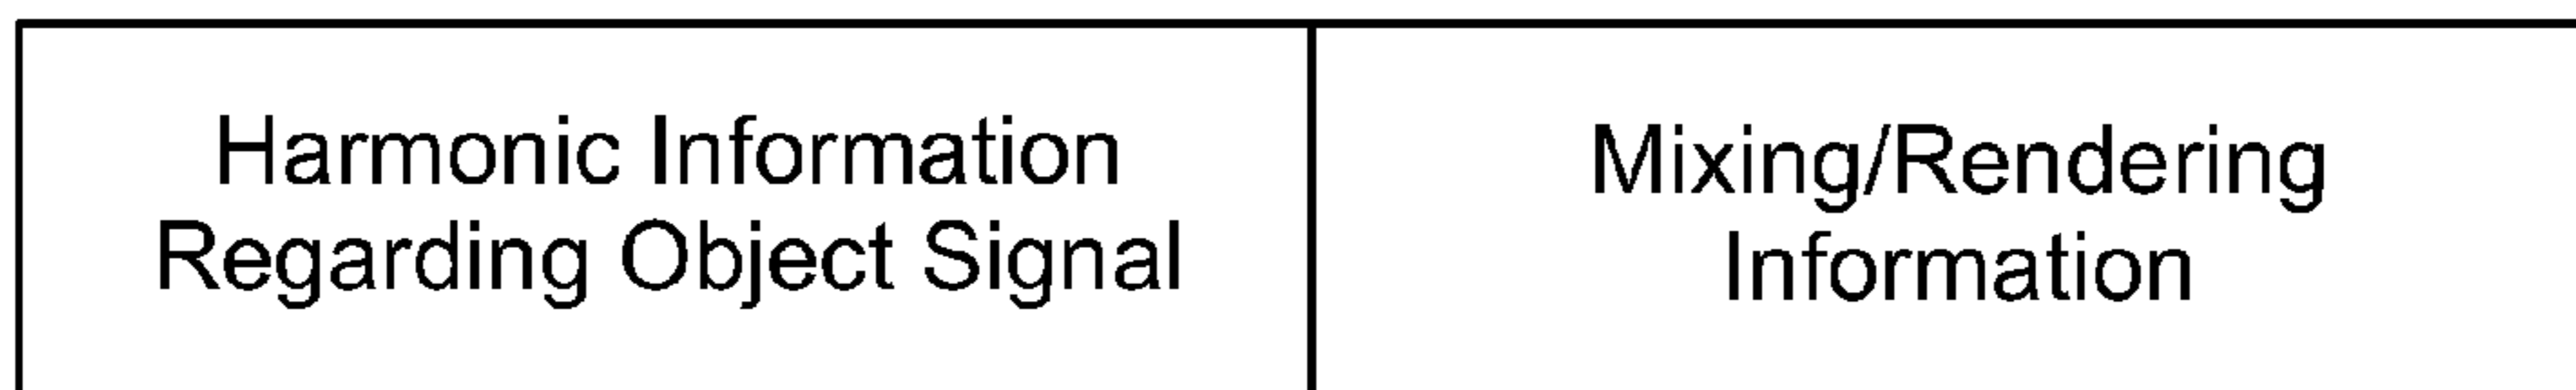 Harmonic Information
Regarding Object Signal
Mixing/Rendering
Information